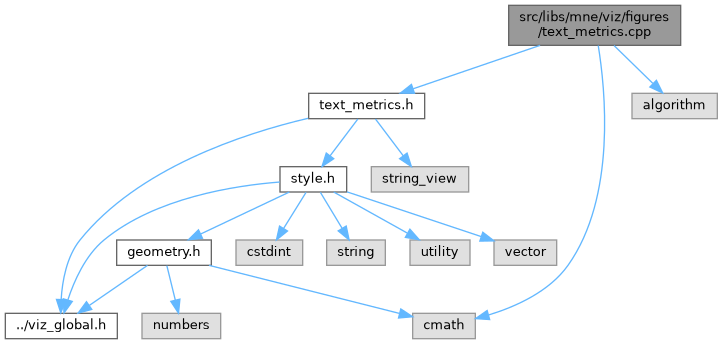 src/libs/mne/viz/figures
/text_metrics.cpp
text_metrics.h
algorithm
style.h
string_view
geometry.h
cstdint
string
utility
vector
../viz_global.h
numbers
cmath